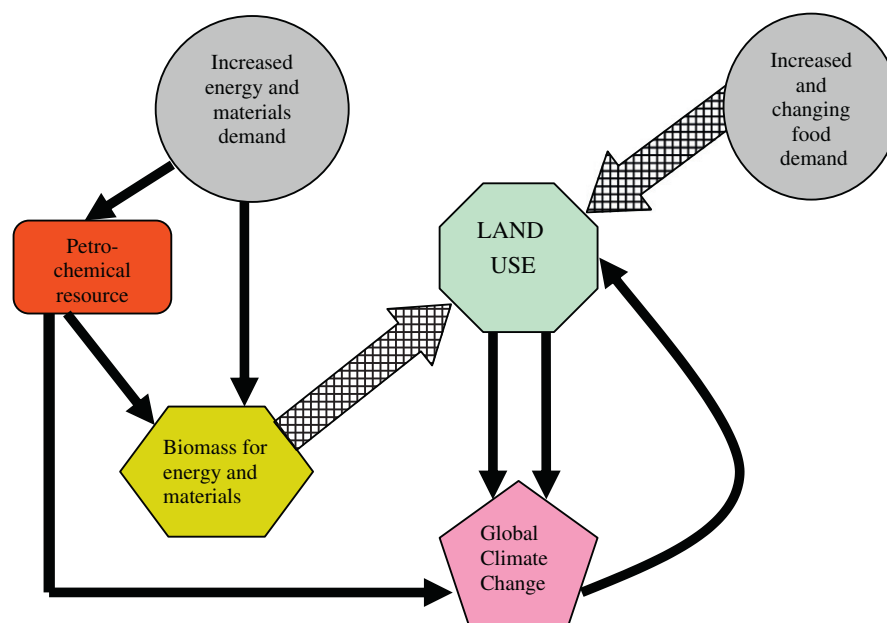 Increased
energy and
materials
demand
Increased
and
changing
food
demand
LAND
USE
Petro-
chemical
resource
Biomass for
energy and
materials
Global
Climate
Change